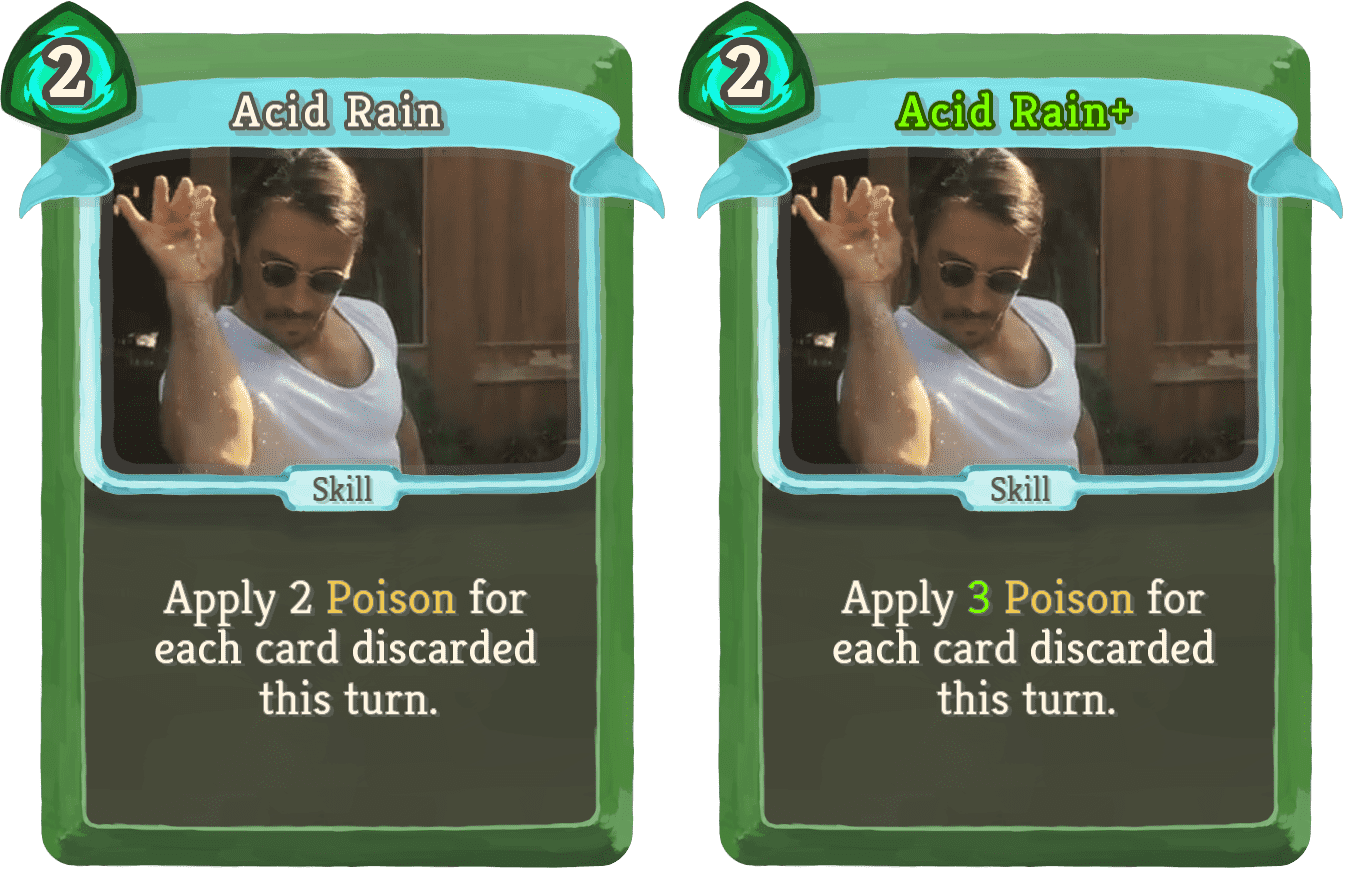 2
Acid Rain
Skill
Apply 2 Poison for
each card discarded
this turn.
2
Acid Rain+
Skill
Apply 3 Poison for
each card discarded
this turn.